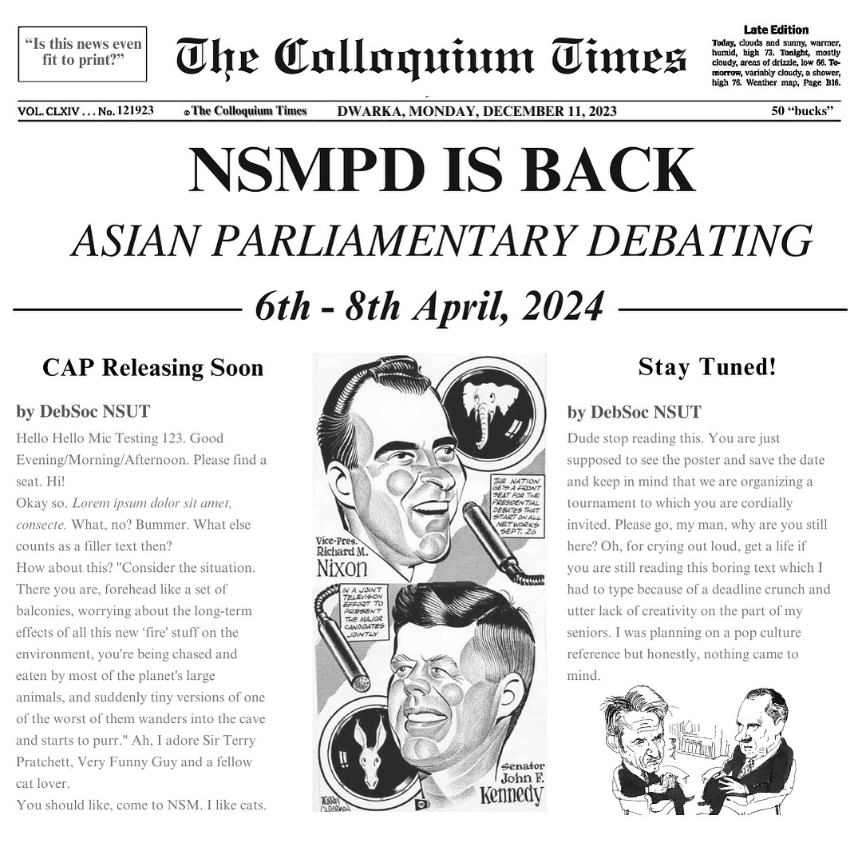 “Is this news even
fit to print?”
The Colloquium Times
Late Edition
Today, clouds and sunny, warmer,
humid, high 73. Tonight, mostly
cloudy, areas of drizzle, low 66. To-
morrow, variably cloudy, a shower,
high 76. Weather map, Page B16.
VOL. CLXIV . . . No. 121923
©The Colloquium Times
DWARKA, MONDAY, DECEMBER 11, 2023
50 “bucks”
NSMPD IS BACK
ASIAN PARLIAMENTARY DEBATING
6th - 8th April, 2024
CAP Releasing Soon
by DebSoc NSUT
Hello Hello Mic Testing 123. Good
Evening/Morning/Afternoon. Please find a
seat. Hi!
Okay so. Lorem ipsum dolor sit amet,
consecte. What, no? Bummer. What else
counts as a filler text then?
How about this? "Consider the situation.
There you are, forehead like a set of
balconies, worrying about the long-term
effects of all this new ‘fire' stuff on the
environment, you're being chased and
eaten by most of the planet's large
animals, and suddenly tiny versions of one
of the worst of them wanders into the cave
and starts to purr." Ah, I adore Sir Terry
Pratchett, Very Funny Guy and a fellow
cat lover.
You should like, come to NSM. I like cats.
THE NATION
GETS A FRONT
SEAT FOR THE
PRESIDENTIAL
DEBATES THAT
START ON ALL
NETWORKS
SEPT. 26
Vice-Pres.
Richard M.
Nixon
IN A JOINT
TELEVISION
EFFORT TO
PRESENT
THE MAJOR
CANDIDATES
JOINTLY
Senator
John F.
Kennedy
Stay Tuned!
by DebSoc NSUT
Dude stop reading this. You are just
supposed to see the poster and save the date
and keep in mind that we are organizing a
tournament to which you are cordially
invited. Please go, my man, why are you still
here? Oh, for crying out loud, get a life if
you are still reading this boring text which I
had to type because of a deadline crunch and
utter lack of creativity on the part of my
seniors. I was planning on a pop culture
reference but honestly, nothing came to
mind.